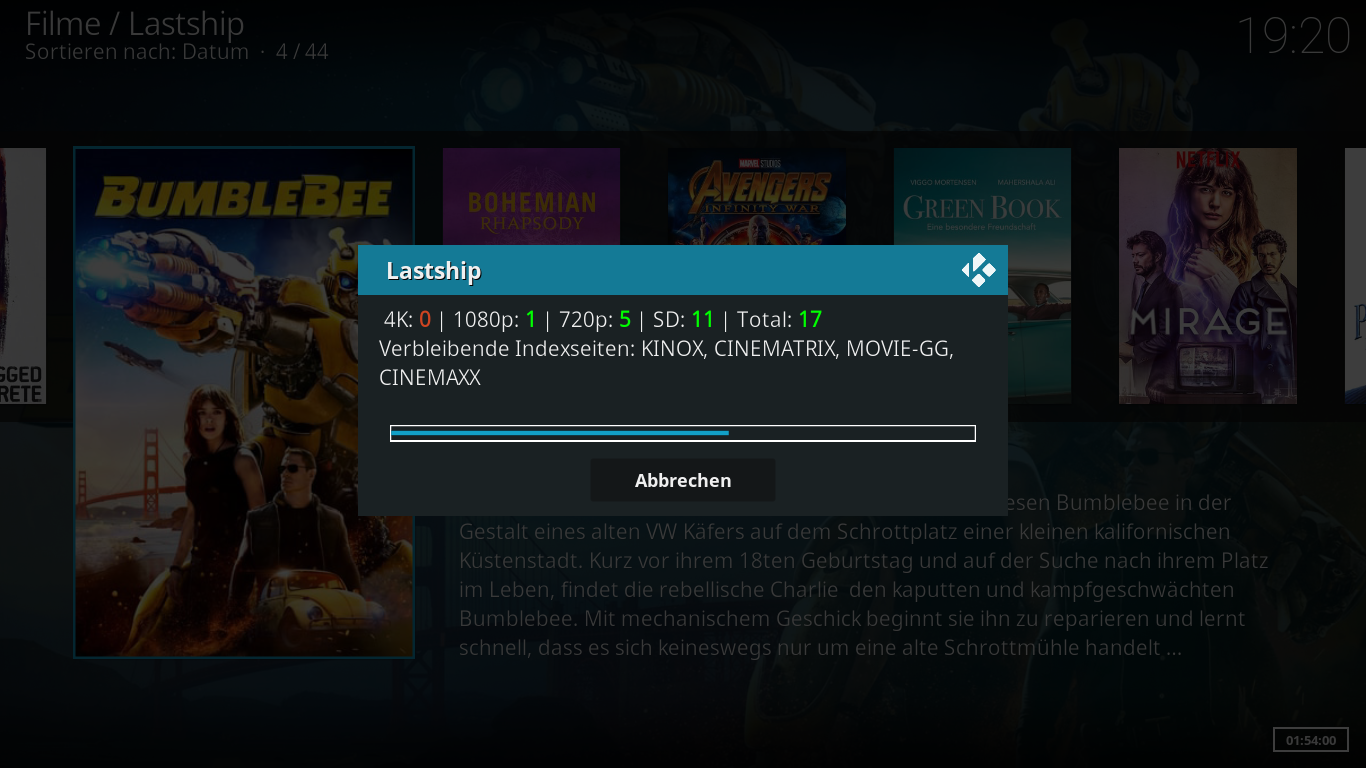 Filme / Lastship
Sortieren nach: Datum · 4 / 44
19:20
BUMBLEBEE
BOHEMIAN
RHAPSODY
MARVEL STUDIOS
AVENGERS
INFINITY WAR
VIGGO MORTENSEN MAHERSHALA ALI
GREEN BOOK
Eine besondere Freundschaft
NETFLIX
MIRAGE
GGED
RETE
Lastship
4K: 0 | 1080p: 1 | 720p: 5 | SD: 11 | Total: 17
Verbleibende Indexseiten: KINOX, CINEMATRIX, MOVIE-GG,
CINEMAXX
Abbrechen
esen Bumblebee in der
Gestalt eines alten VW Käfers auf dem Schrottplatz einer kleinen kalifornischen
Küstenstadt. Kurz vor ihrem 18ten Geburtstag und auf der Suche nach ihrem Platz
im Leben, findet die rebellische Charlie den kaputten und kampfgeschwächten
Bumblebee. Mit mechanischem Geschick beginnt sie ihn zu reparieren und lernt
schnell, dass es sich keineswegs nur um eine alte Schrottmühle handelt ...
01:54:00